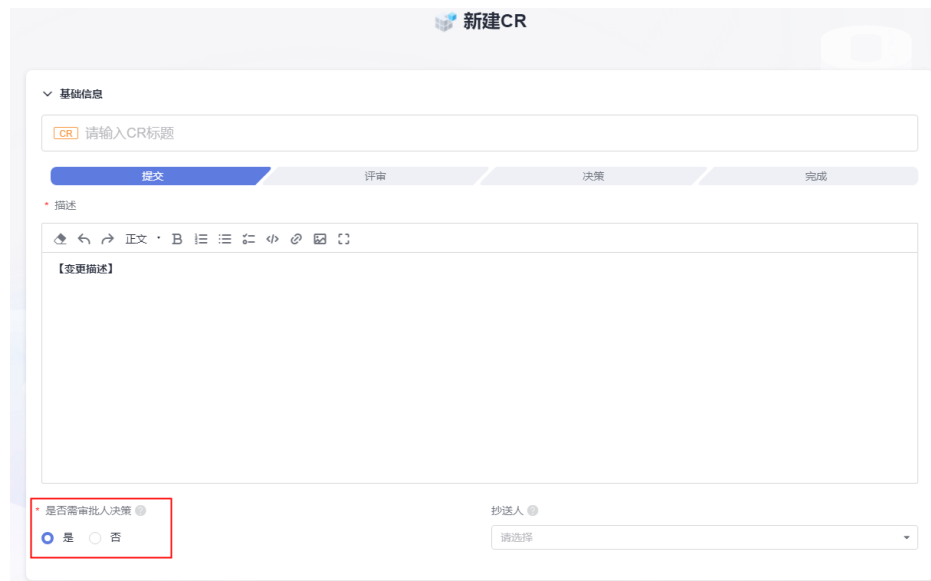 新建CR
基础信息
CR 请输入CR标题
提交 评审 决策 完成
* 描述
正文
B
【变更描述】
* 是否需审批人决策 ? 抄送人 ?
是 否 请选择